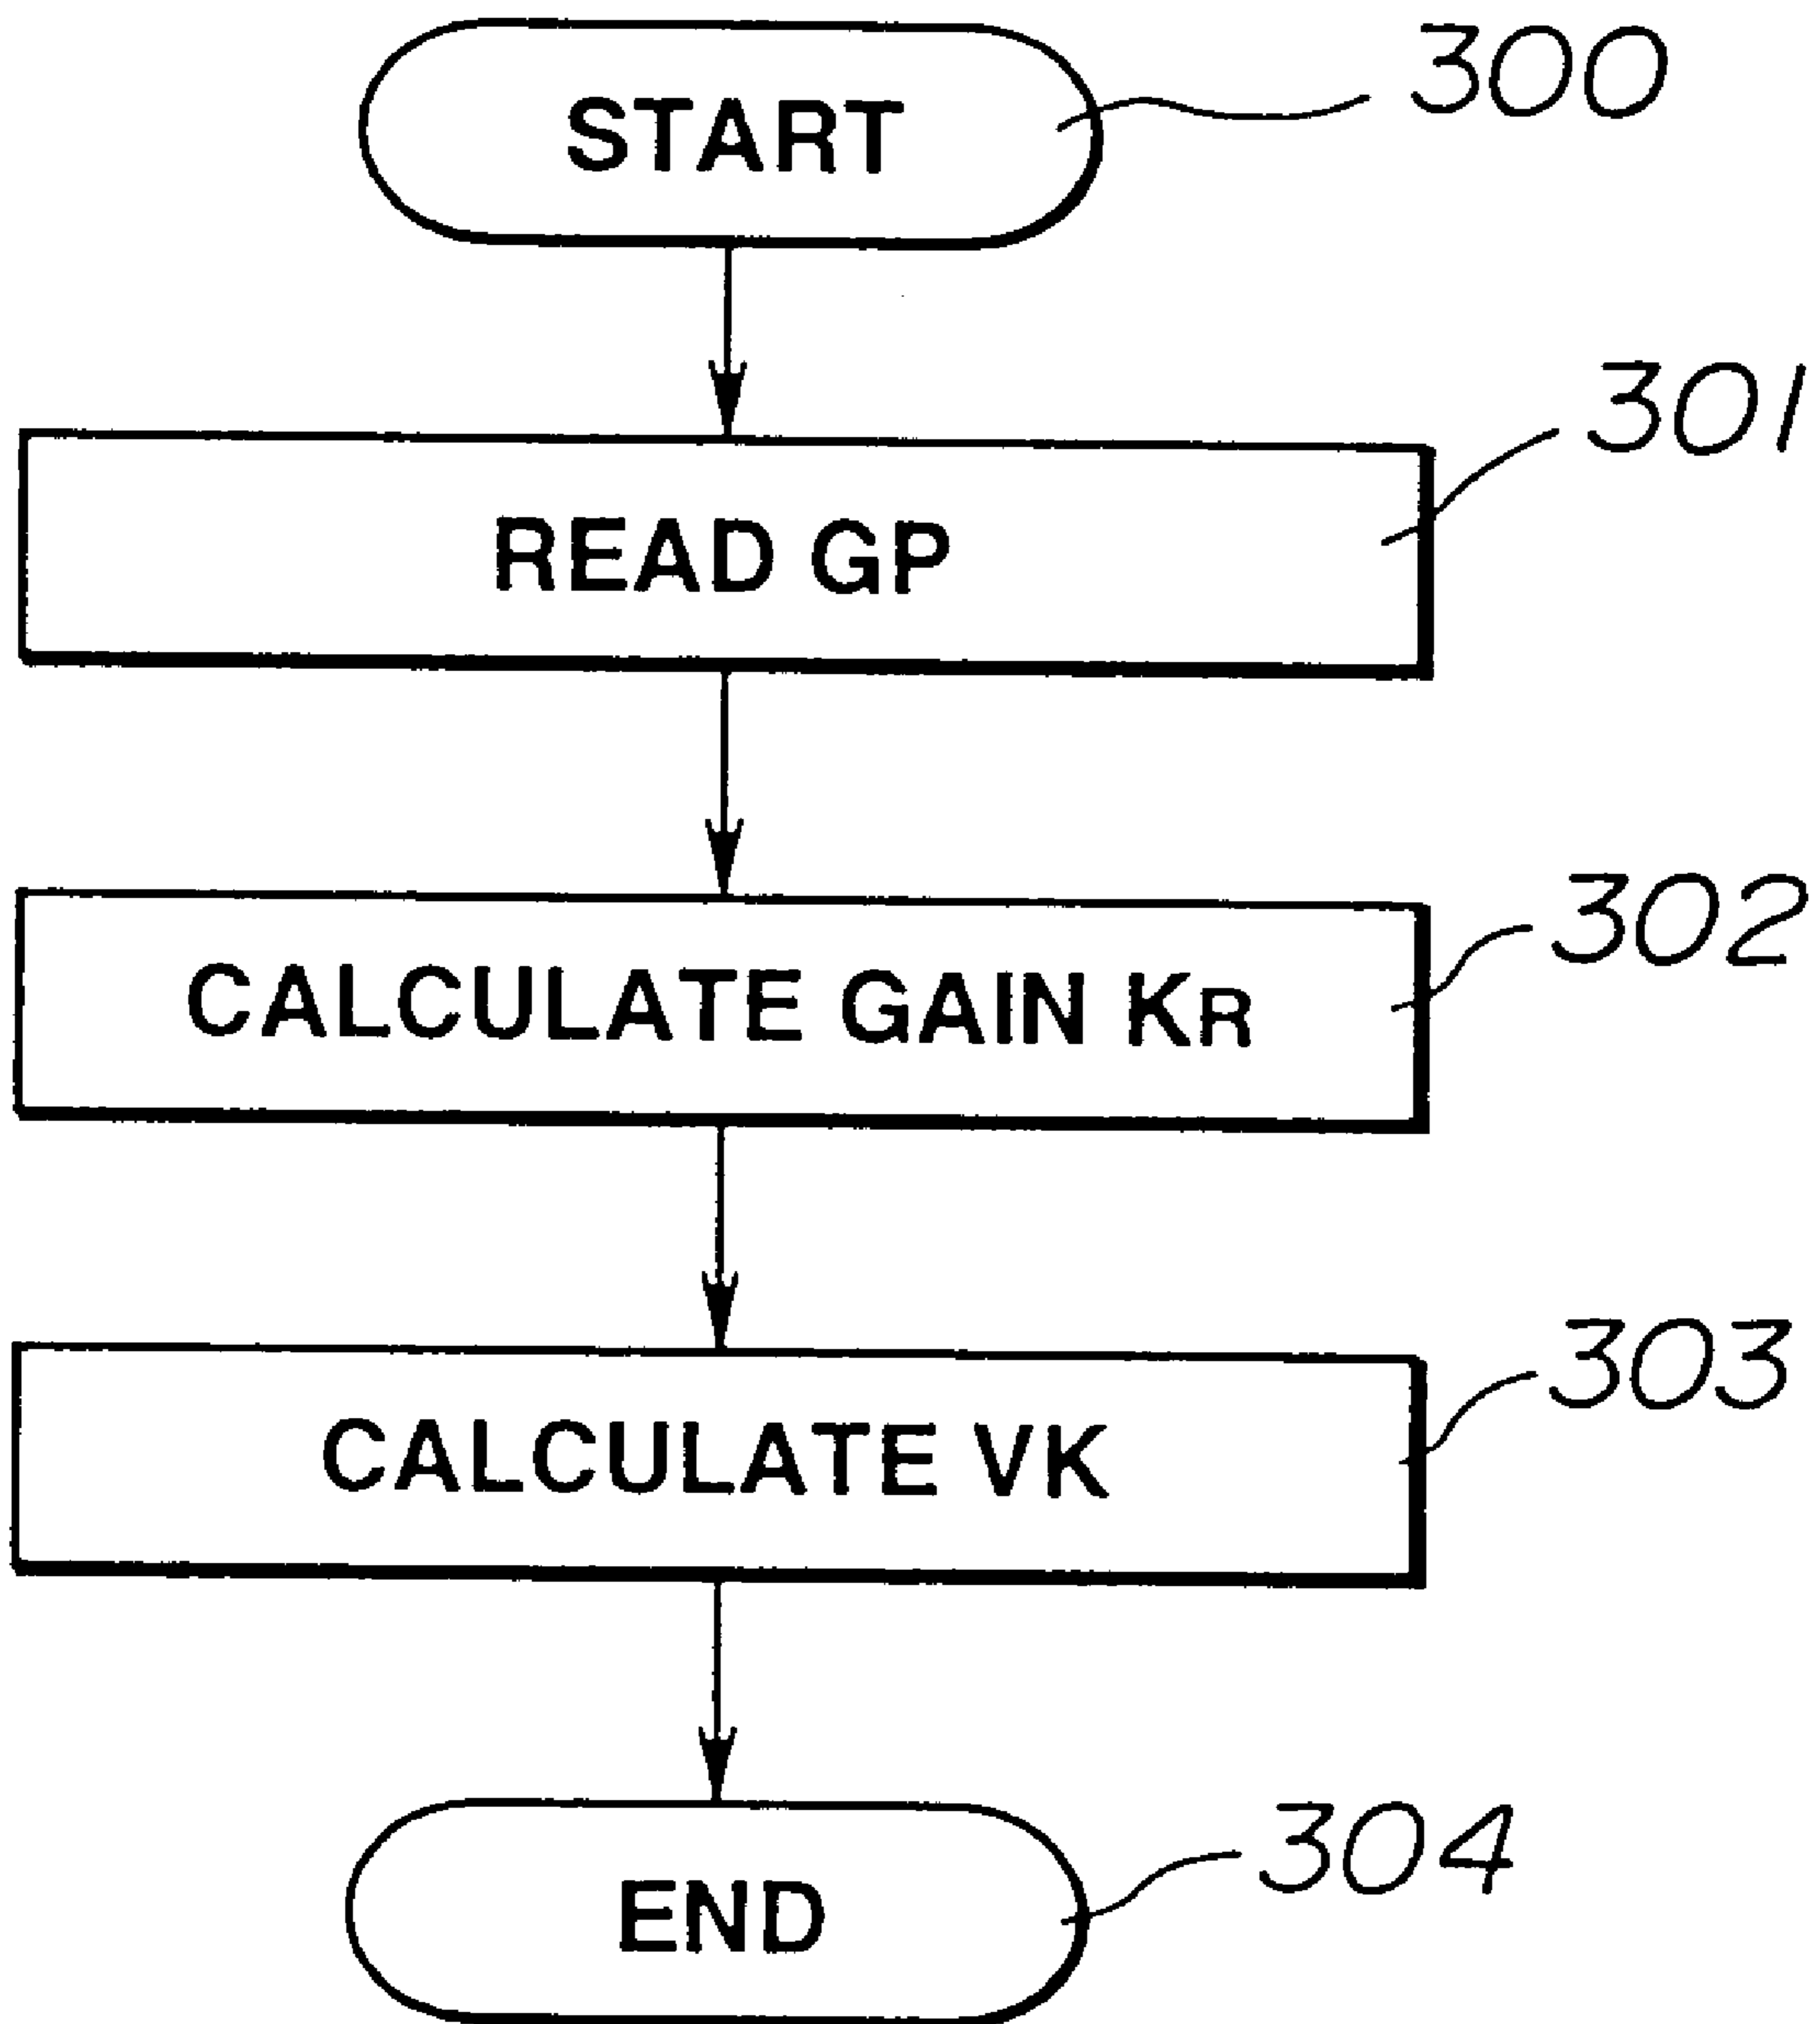 START
300
READ GP
301
CALCULATE GAIN KR
302
CALCULATE VK
303
END
304